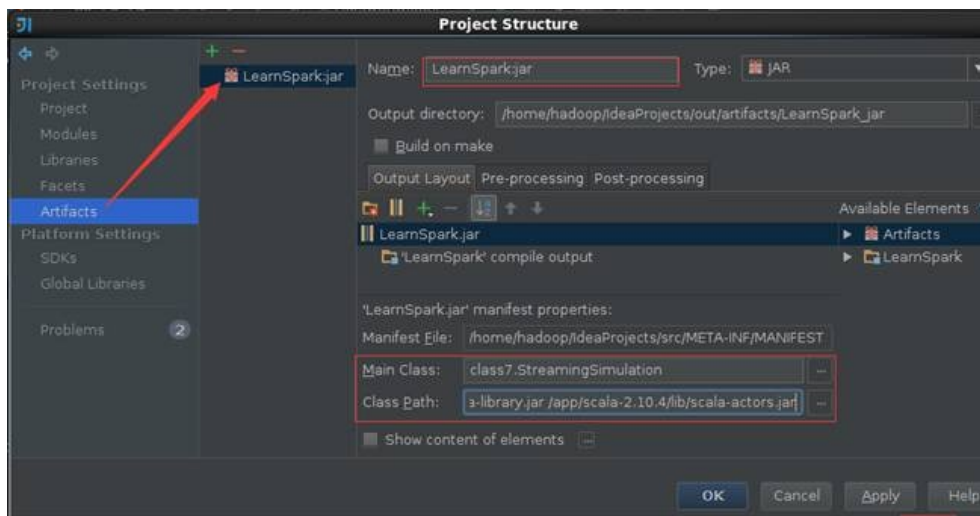 Project Structure
Project Settings
Project
Modules
Libraries
Facets
Artifacts
Platform Settings
SDKs
Global Libraries
Problems 2
LearnSpark:jar
Name: LearnSpark:jar Type: JAR
Output directory: /home/hadoop/IdeaProjects/out/artifacts/LearnSpark_jar
Build on make
Output Layout Pre-processing Post-processing
Available Elements
LearnSpark.jar
'LearnSpark' compile output
Artifacts
LearnSpark
'LearnSpark.jar' manifest properties:
Manifest File: /home/hadoop/IdeaProjects/src/META-INF/MANIFEST
Main Class: class7.StreamingSimulation ...
Class Path: a-library.jar /app/scala-2.10.4/lib/scala-actors.jar ...
Show content of elements ...
OK Cancel Apply Help